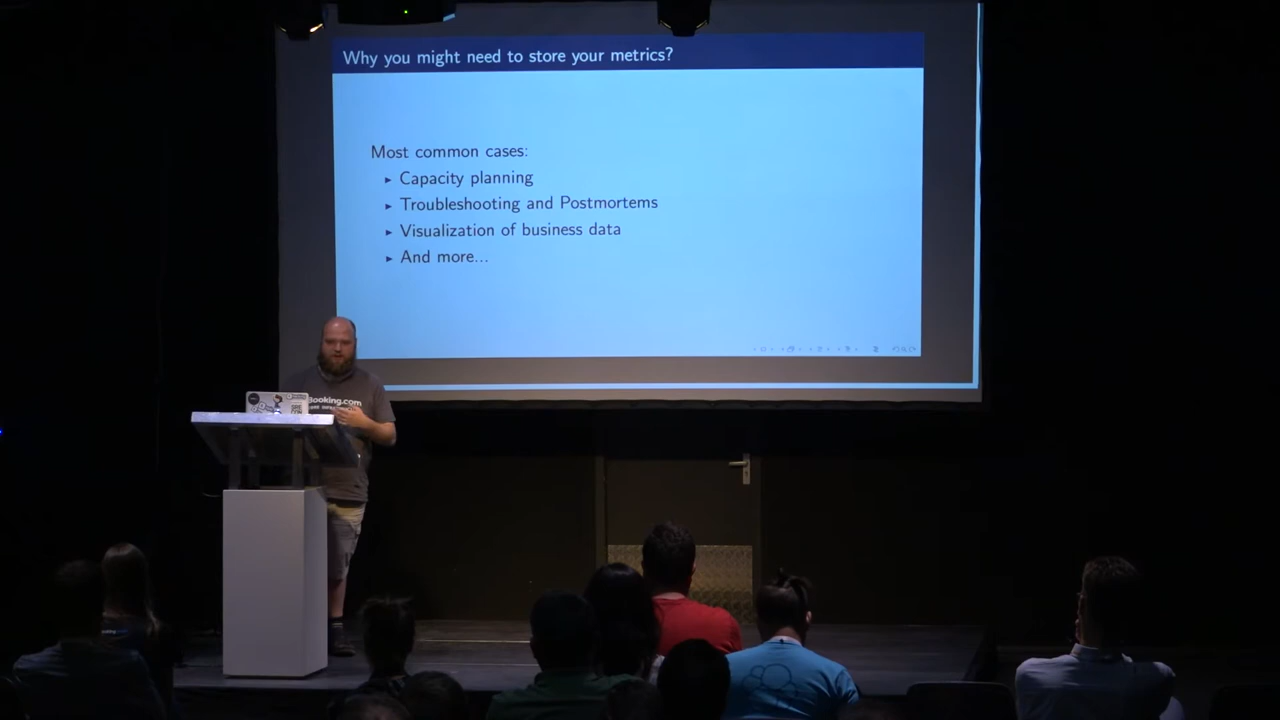 Why you might need to store your metrics?
Most common cases:
▸ Capacity planning
▸ Troubleshooting and Postmortems
▸ Visualization of business data
▸ And more...
Booking.com